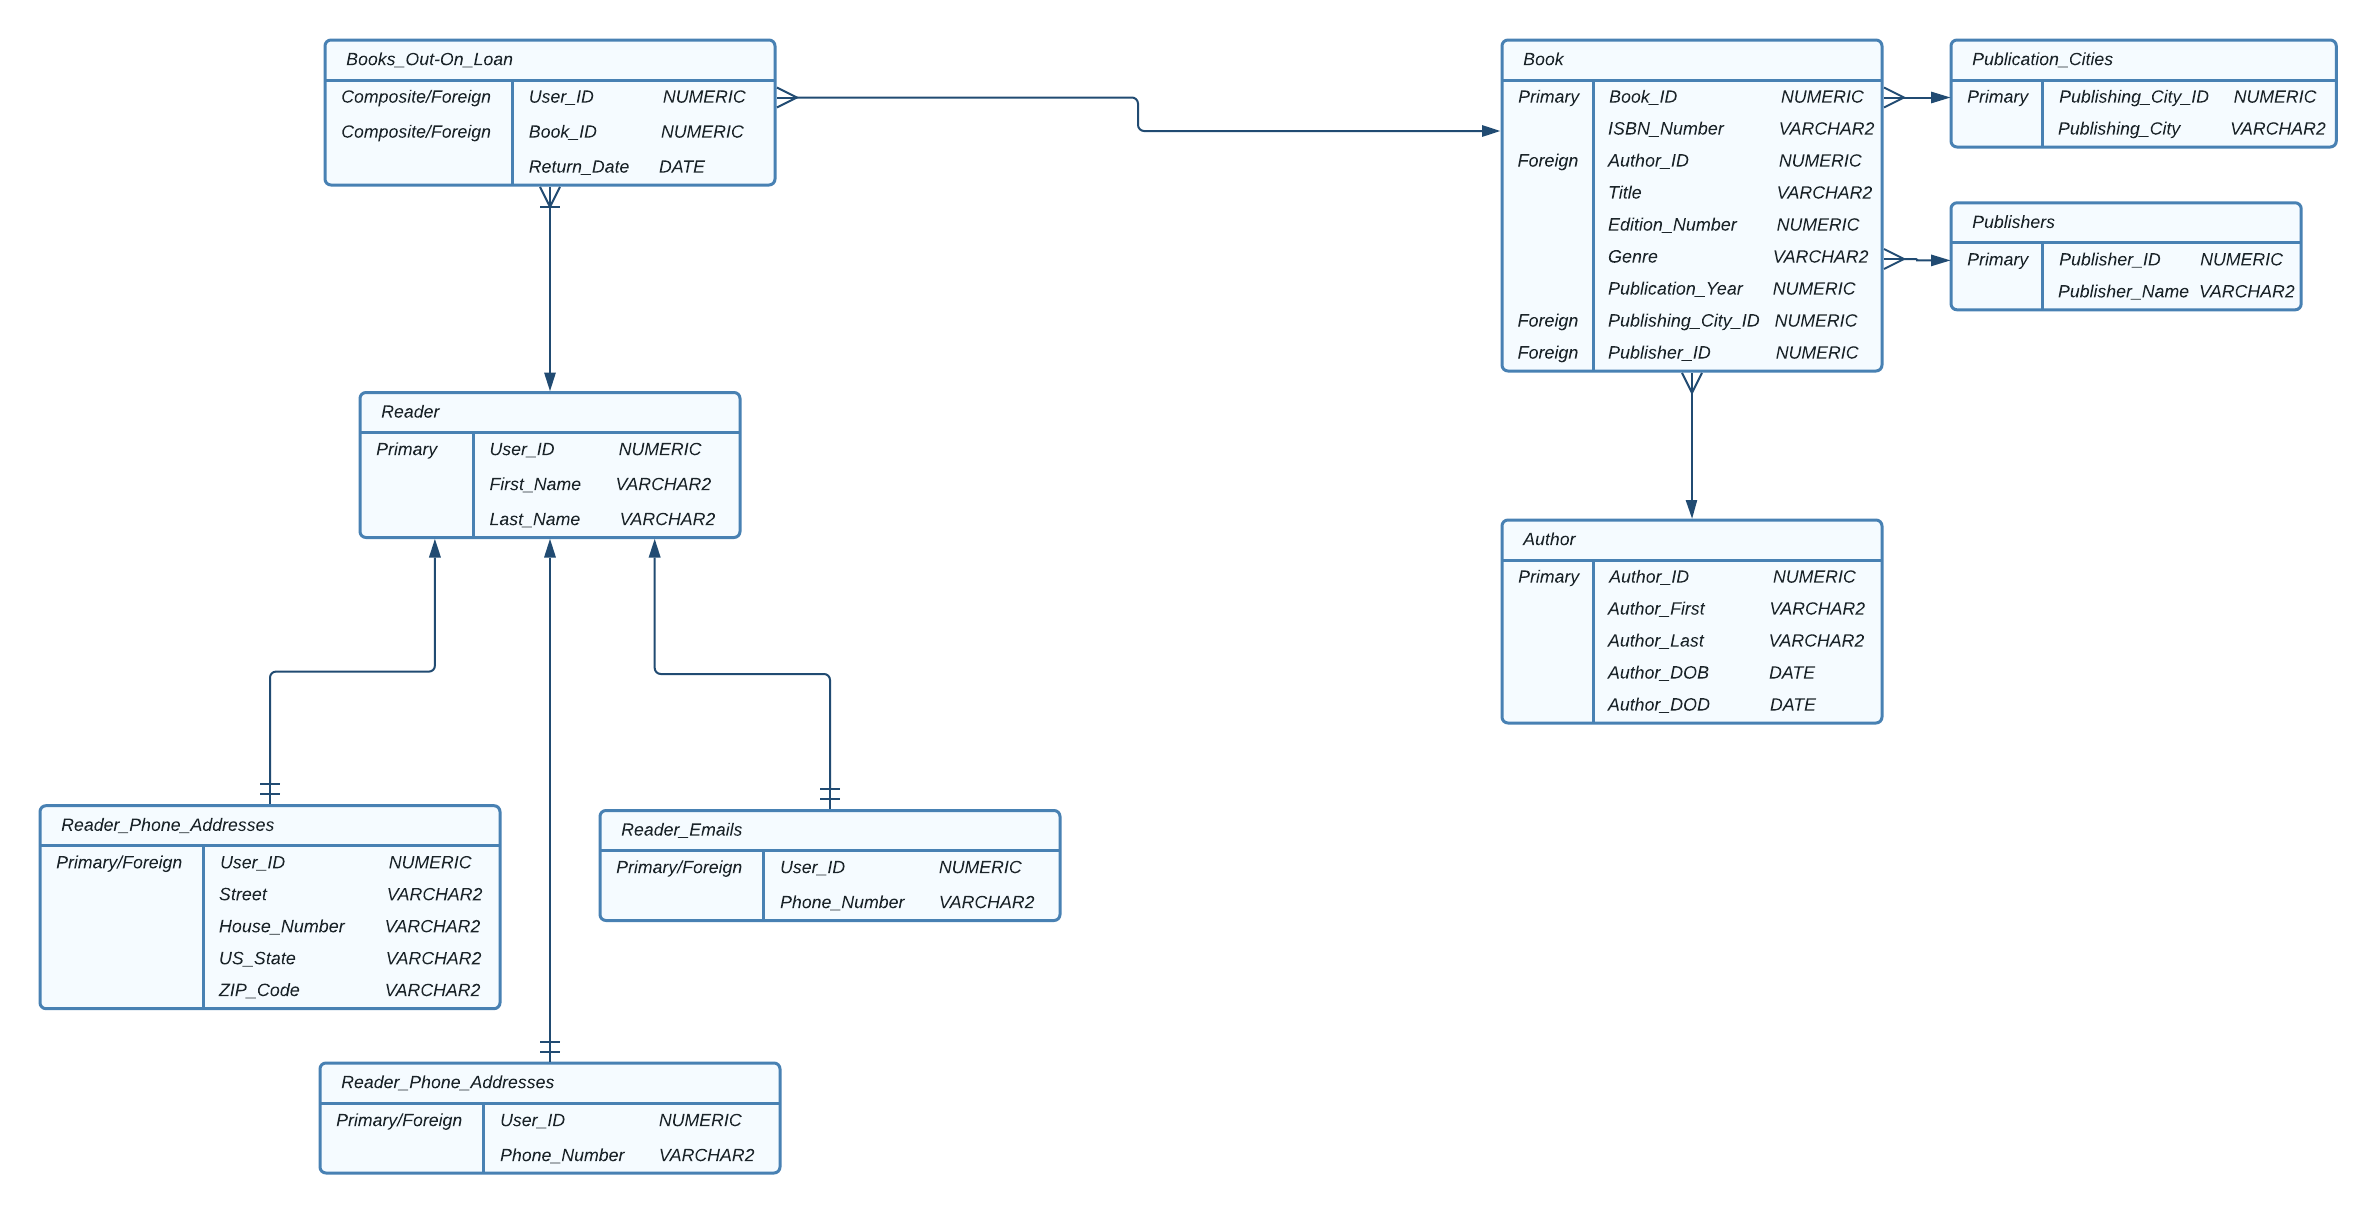 Books_Out-On_Loan
Composite/Foreign User_ID NUMERIC
Composite/Foreign Book_ID NUMERIC
Return_Date DATE
Book
Primary Book_ID NUMERIC
ISBN_Number VARCHAR2
Foreign Author_ID NUMERIC
Title VARCHAR2
Edition_Number NUMERIC
Genre VARCHAR2
Publication_Year NUMERIC
Foreign Publishing_City_ID NUMERIC
Foreign Publisher_ID NUMERIC
Publication_Cities
Primary Publishing_City_ID NUMERIC
Publishing_City VARCHAR2
Publishers
Primary Publisher_ID NUMERIC
Publisher_Name VARCHAR2
Reader
Primary User_ID NUMERIC
First_Name VARCHAR2
Last_Name VARCHAR2
Author
Primary Author_ID NUMERIC
Author_First VARCHAR2
Author_Last VARCHAR2
Author_DOB DATE
Author_DOD DATE
Reader_Phone_Addresses
Primary/Foreign User_ID NUMERIC
Street VARCHAR2
House_Number VARCHAR2
US_State VARCHAR2
ZIP_Code VARCHAR2
Reader_Emails
Primary/Foreign User_ID NUMERIC
Phone_Number VARCHAR2
Reader_Phone_Addresses
Primary/Foreign User_ID NUMERIC
Phone_Number VARCHAR2